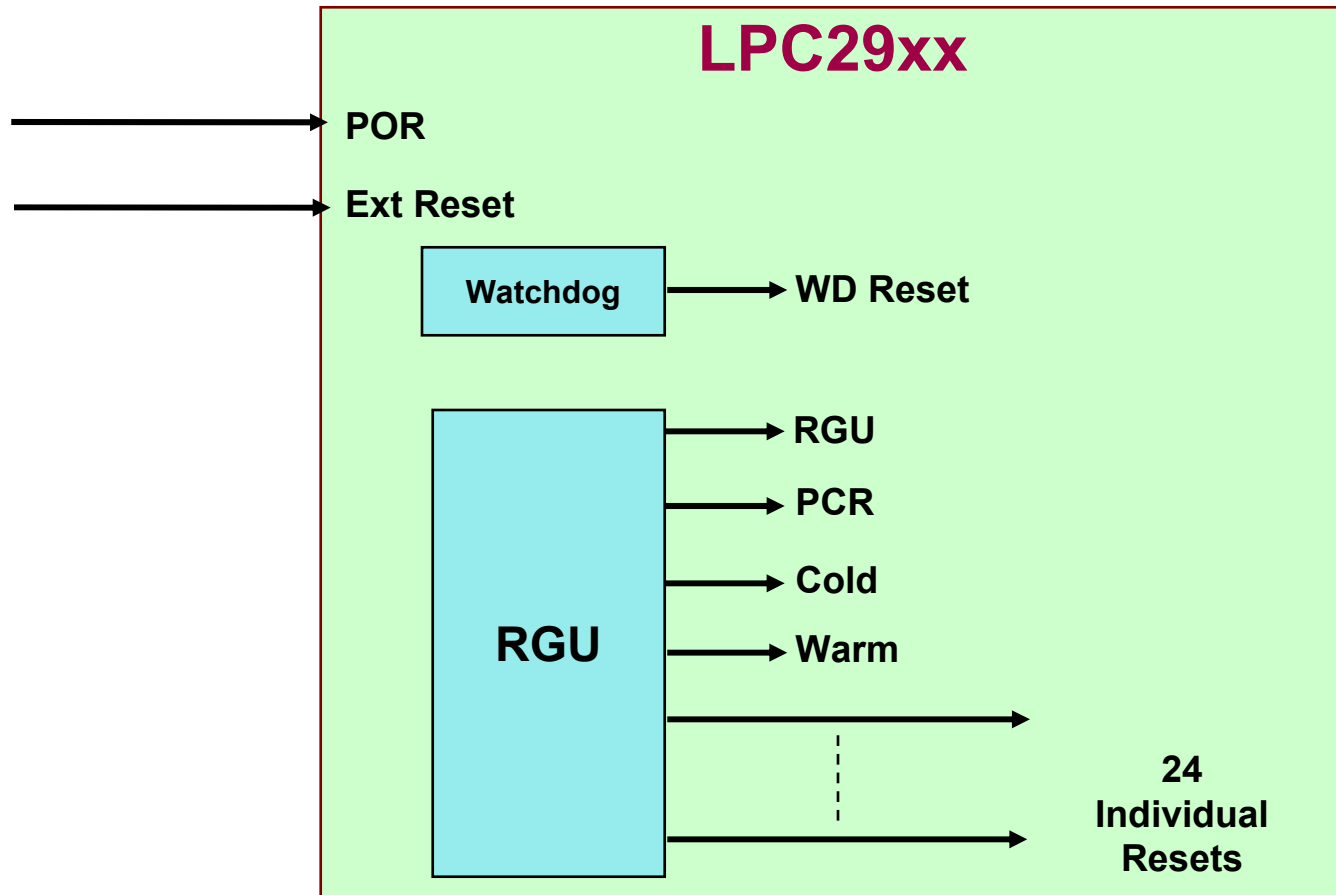 LPC29xx
POR
Ext Reset
Watchdog
WD Reset
RGU
RGU
PCR
Cold
Warm
24
Individual
Resets